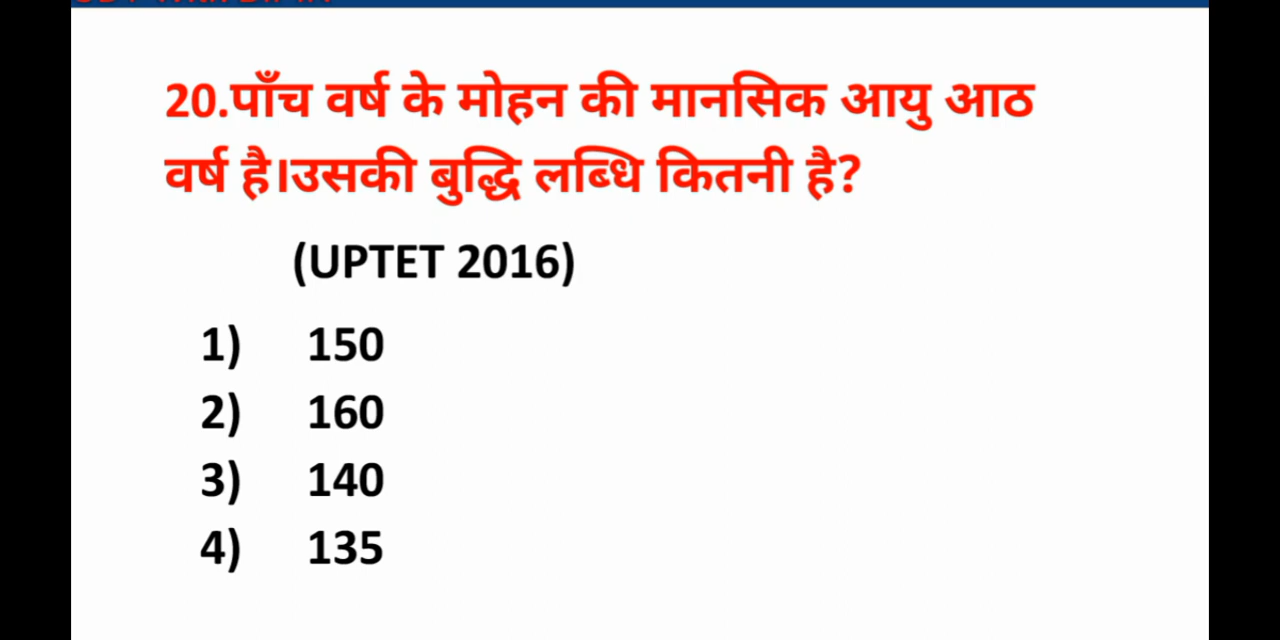 20.पाँच वर्ष के मोहन की मानसिक आयु आठ
वर्ष है।उसकी बुद्धि लब्धि कितनी है?
(UPTET 2016)
1) 150
2) 160
3) 140
4) 135